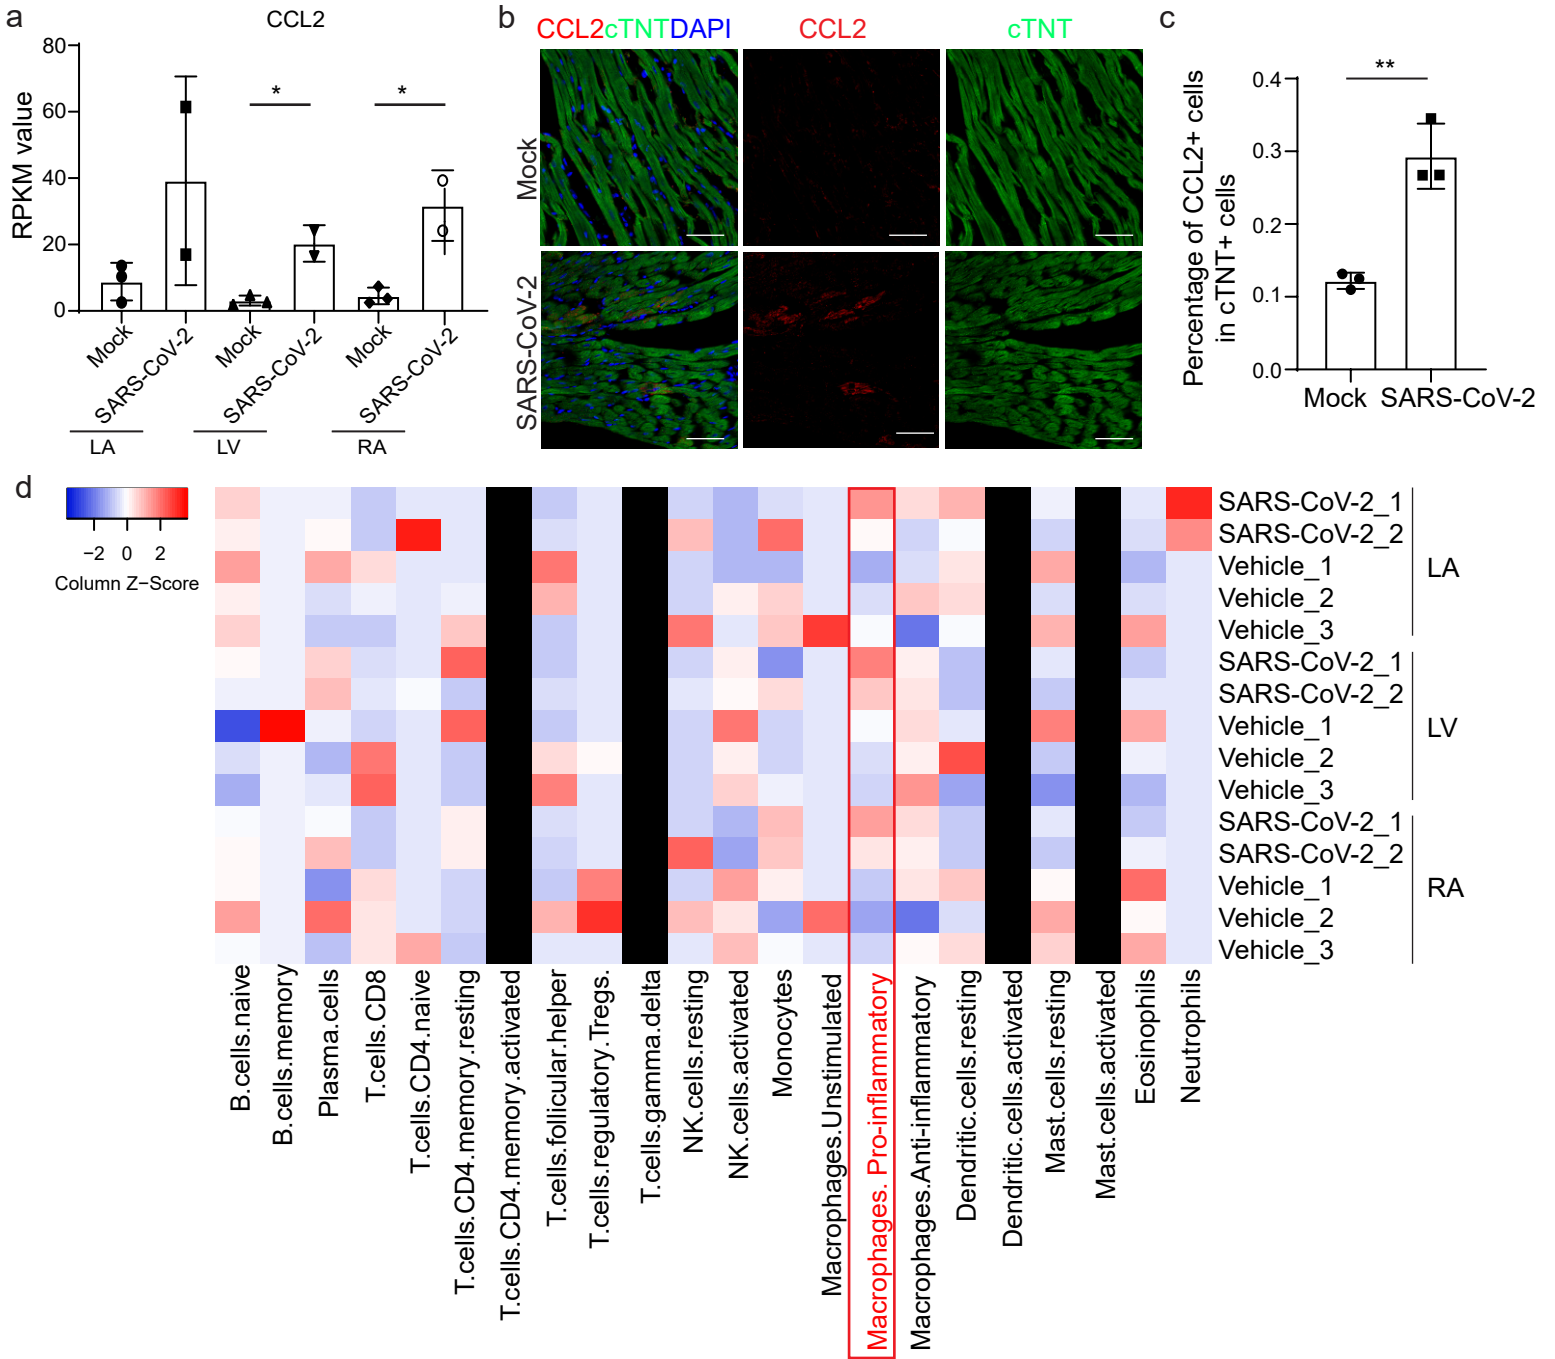 a
CCL2
RPKM value
80
60
40
20
0
*
*
Mock
SARS-CoV-2
Mock
SARS-CoV-2
Mock
SARS-CoV-2
LA
LV
RA
b
CCL2cTNTDAPI
CCL2
cTNT
Mock
SARS-CoV-2
c
Percentage of CCL2+ cells
in cTNT+ cells
0.4
0.3
0.2
0.1
0.0
**
Mock
SARS-CoV-2
d
−2 0 2
Column Z−Score
SARS-CoV-2_1
SARS-CoV-2_2
Vehicle_1
Vehicle_2
Vehicle_3
LA
SARS-CoV-2_1
SARS-CoV-2_2
Vehicle_1
Vehicle_2
Vehicle_3
LV
SARS-CoV-2_1
SARS-CoV-2_2
Vehicle_1
Vehicle_2
Vehicle_3
RA
B.cells.naive
B.cells.memory
Plasma.cells
T.cells.CD8
T.cells.CD4.naive
T.cells.CD4.memory.resting
T.cells.CD4.memory.activated
T.cells.follicular.helper
T.cells.regulatory.Tregs.
T.cells.gamma.delta
NK.cells.resting
NK.cells.activated
Monocytes
Macrophages.Unstimulated
Macrophages. Pro-inflammatory
Macrophages.Anti-inflammatory
Dendritic.cells.resting
Dendritic.cells.activated
Mast.cells.resting
Mast.cells.activated
Eosinophils
Neutrophils